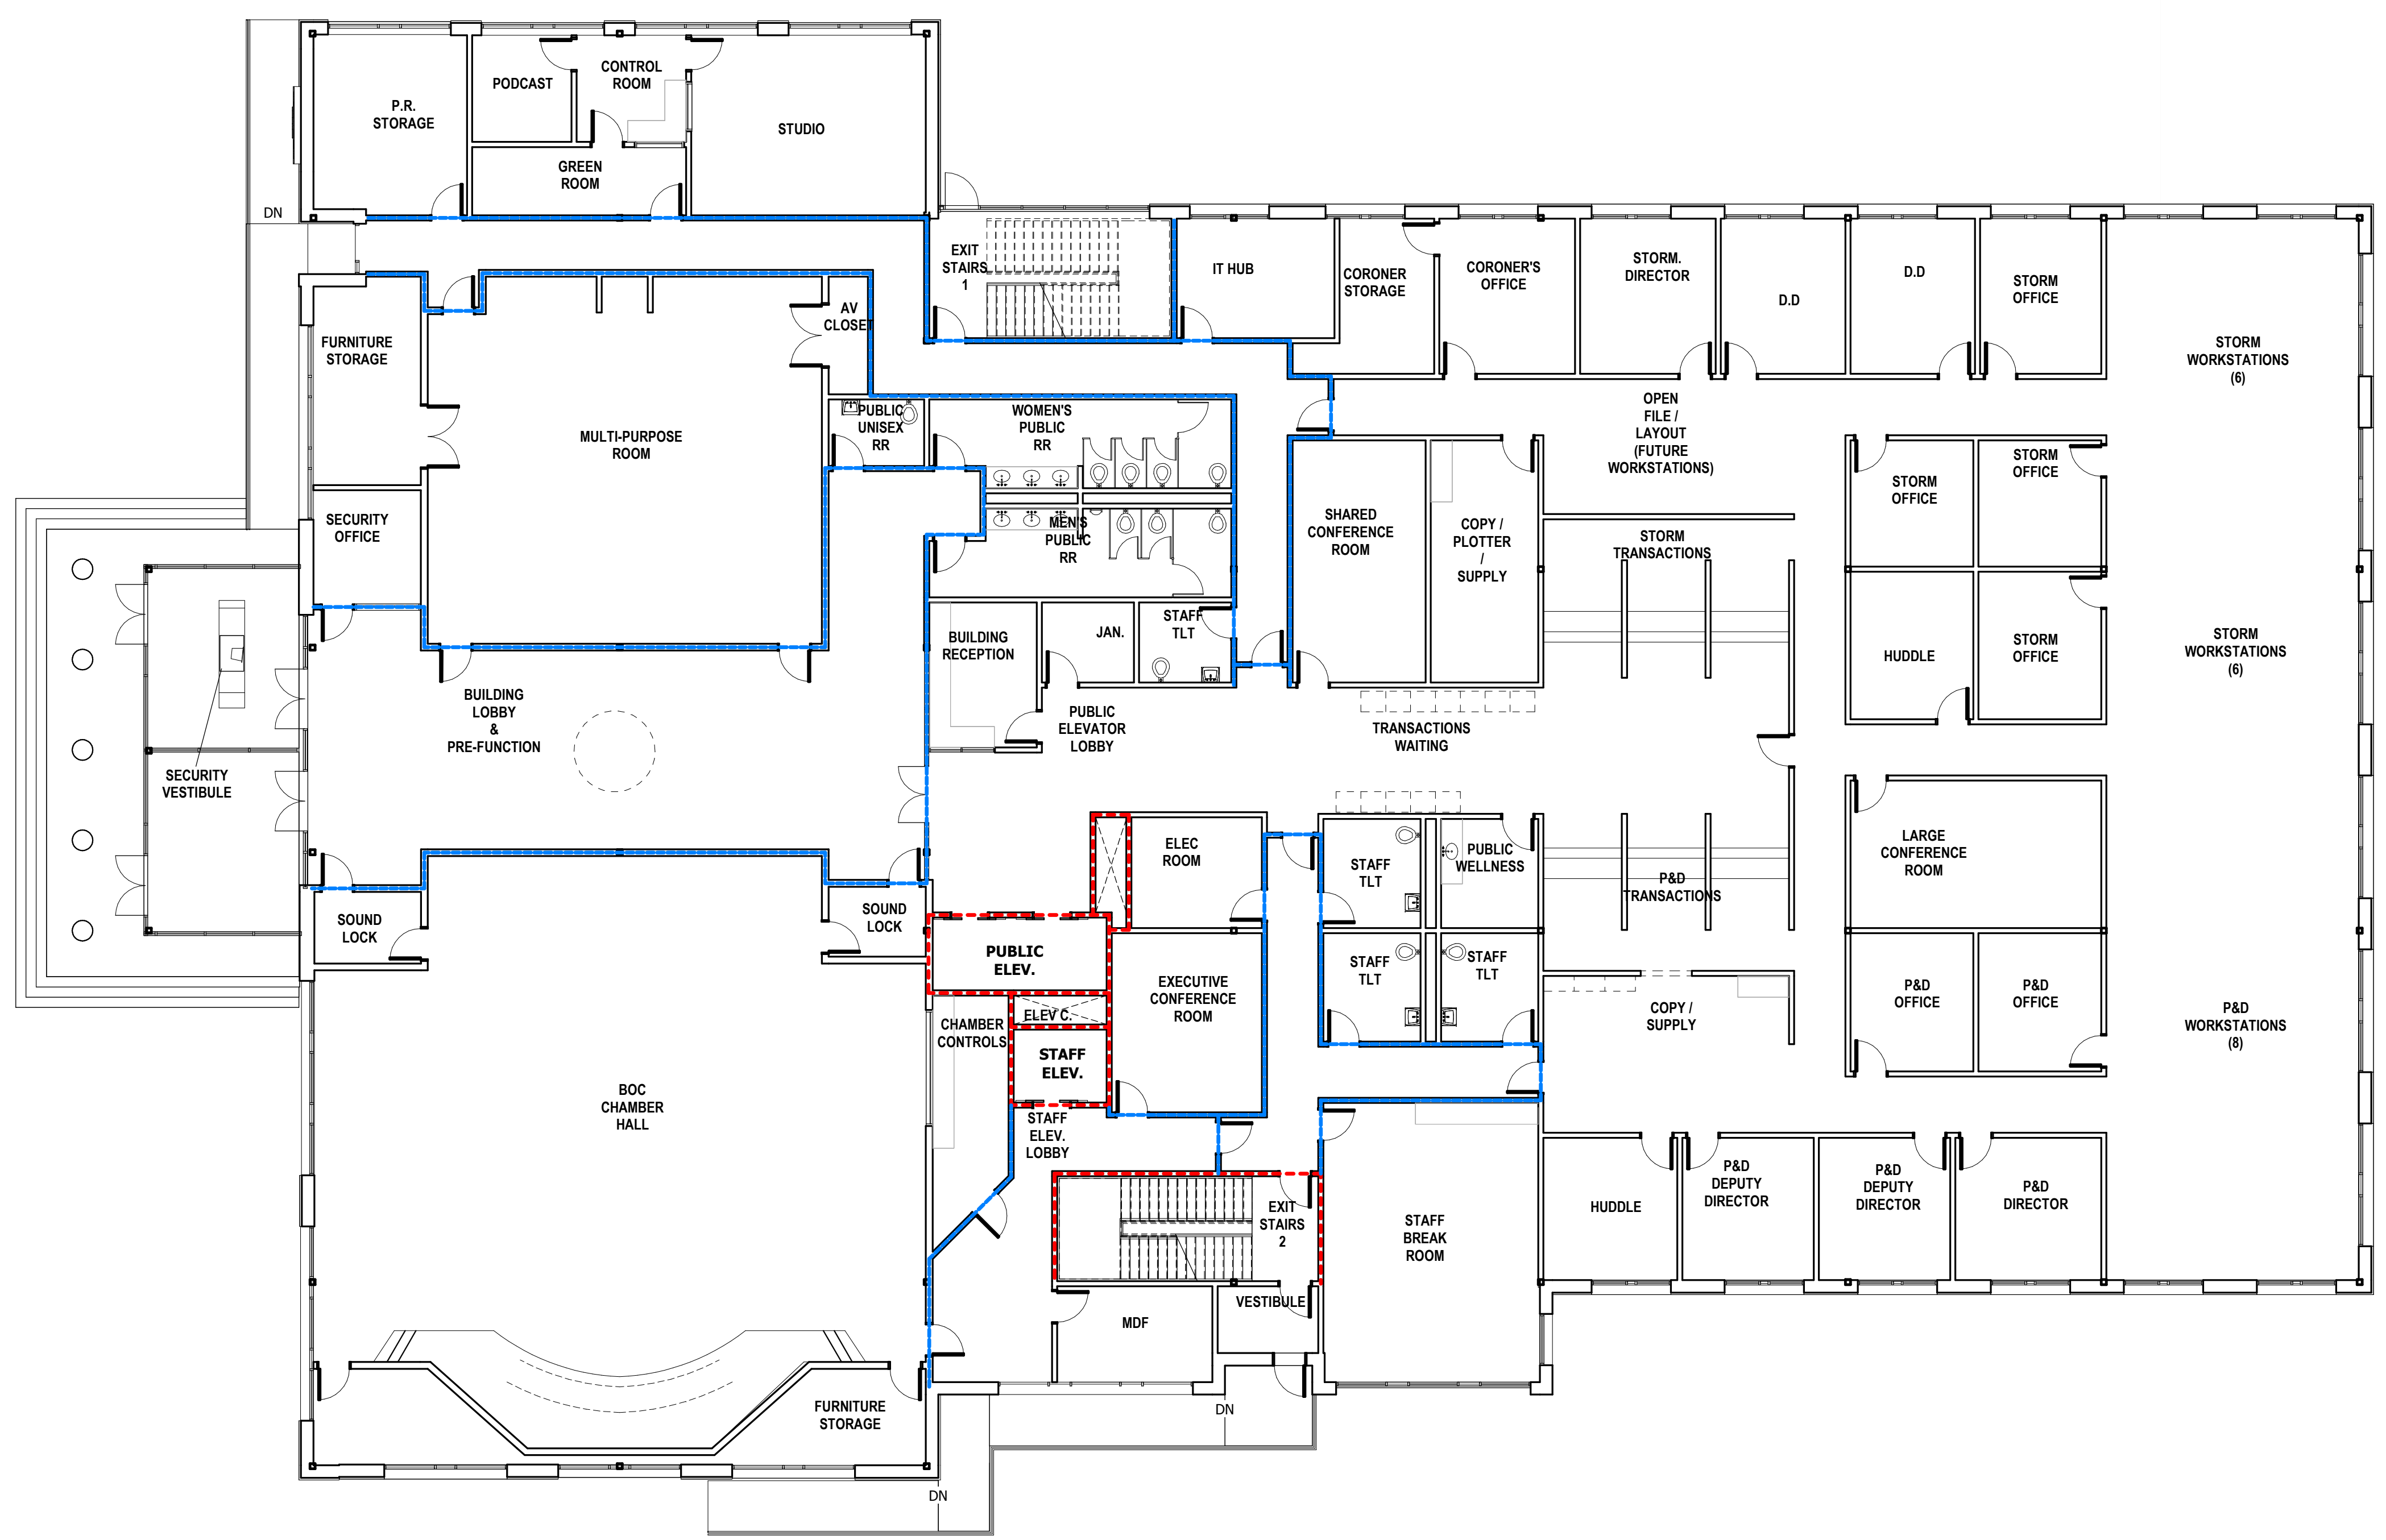 P.R.
STORAGE
PODCAST
CONTROL
ROOM
STUDIO
GREEN
ROOM
DN
EXIT
STAIRS
1
IT HUB
CORONER
STORAGE
CORONER'S
OFFICE
STORM.
DIRECTOR
D.D
D.D
STORM
OFFICE
STORM
WORKSTATIONS
(6)
FURNITURE
STORAGE
AV
CLOSET
MULTI-PURPOSE
ROOM
PUBLIC
UNISEX
RR
WOMEN'S
PUBLIC
RR
OPEN
FILE /
LAYOUT
(FUTURE
WORKSTATIONS)
STORM
OFFICE
STORM
OFFICE
SECURITY
OFFICE
MEN'S
PUBLIC
RR
SHARED
CONFERENCE
ROOM
COPY /
PLOTTER
/
SUPPLY
STORM
TRANSACTIONS
BUILDING
RECEPTION
JAN.
STAFF
TLT
HUDDLE
STORM
OFFICE
STORM
WORKSTATIONS
(6)
BUILDING
LOBBY
&
PRE-FUNCTION
PUBLIC
ELEVATOR
LOBBY
TRANSACTIONS
WAITING
SECURITY
VESTIBULE
ELEC
ROOM
STAFF
TLT
PUBLIC
WELLNESS
P&D
TRANSACTIONS
LARGE
CONFERENCE
ROOM
SOUND
LOCK
SOUND
LOCK
PUBLIC
ELEV.
EXECUTIVE
CONFERENCE
ROOM
STAFF
TLT
STAFF
TLT
COPY /
SUPPLY
P&D
OFFICE
P&D
OFFICE
P&D
WORKSTATIONS
(8)
CHAMBER
CONTROLS
ELEV C.
STAFF
ELEV.
BOC
CHAMBER
HALL
STAFF
ELEV.
LOBBY
EXIT
STAIRS
2
STAFF
BREAK
ROOM
HUDDLE
P&D
DEPUTY
DIRECTOR
P&D
DEPUTY
DIRECTOR
P&D
DIRECTOR
VESTIBULE
MDF
FURNITURE
STORAGE
DN
DN